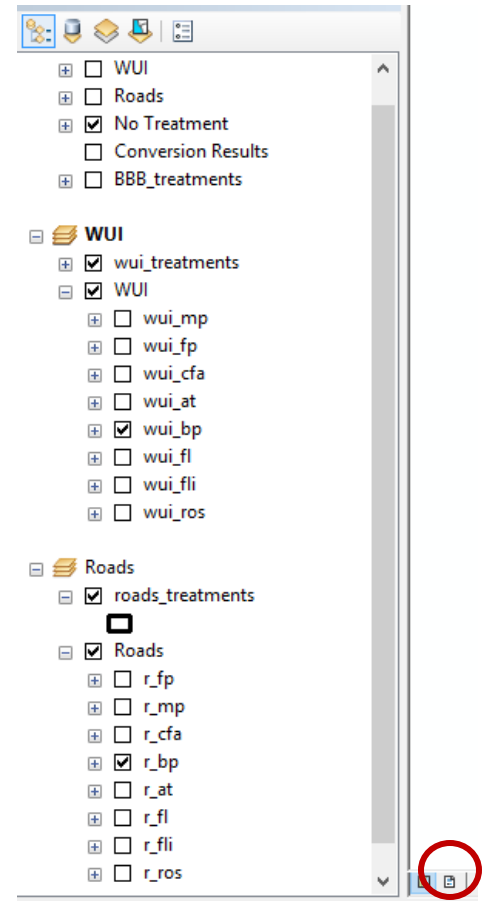 WUI
Roads
No Treatment
Conversion Results
BBB_treatments
WUI
wui_treatments
WUI
wui_mp
wui_fp
wui_cfa
wui_at
wui_bp
wui_fl
wui_fli
wui_ros
Roads
roads_treatments
Roads
r_fp
r_mp
r_cfa
r_bp
r_at
r_fl
r_fli
r_ros